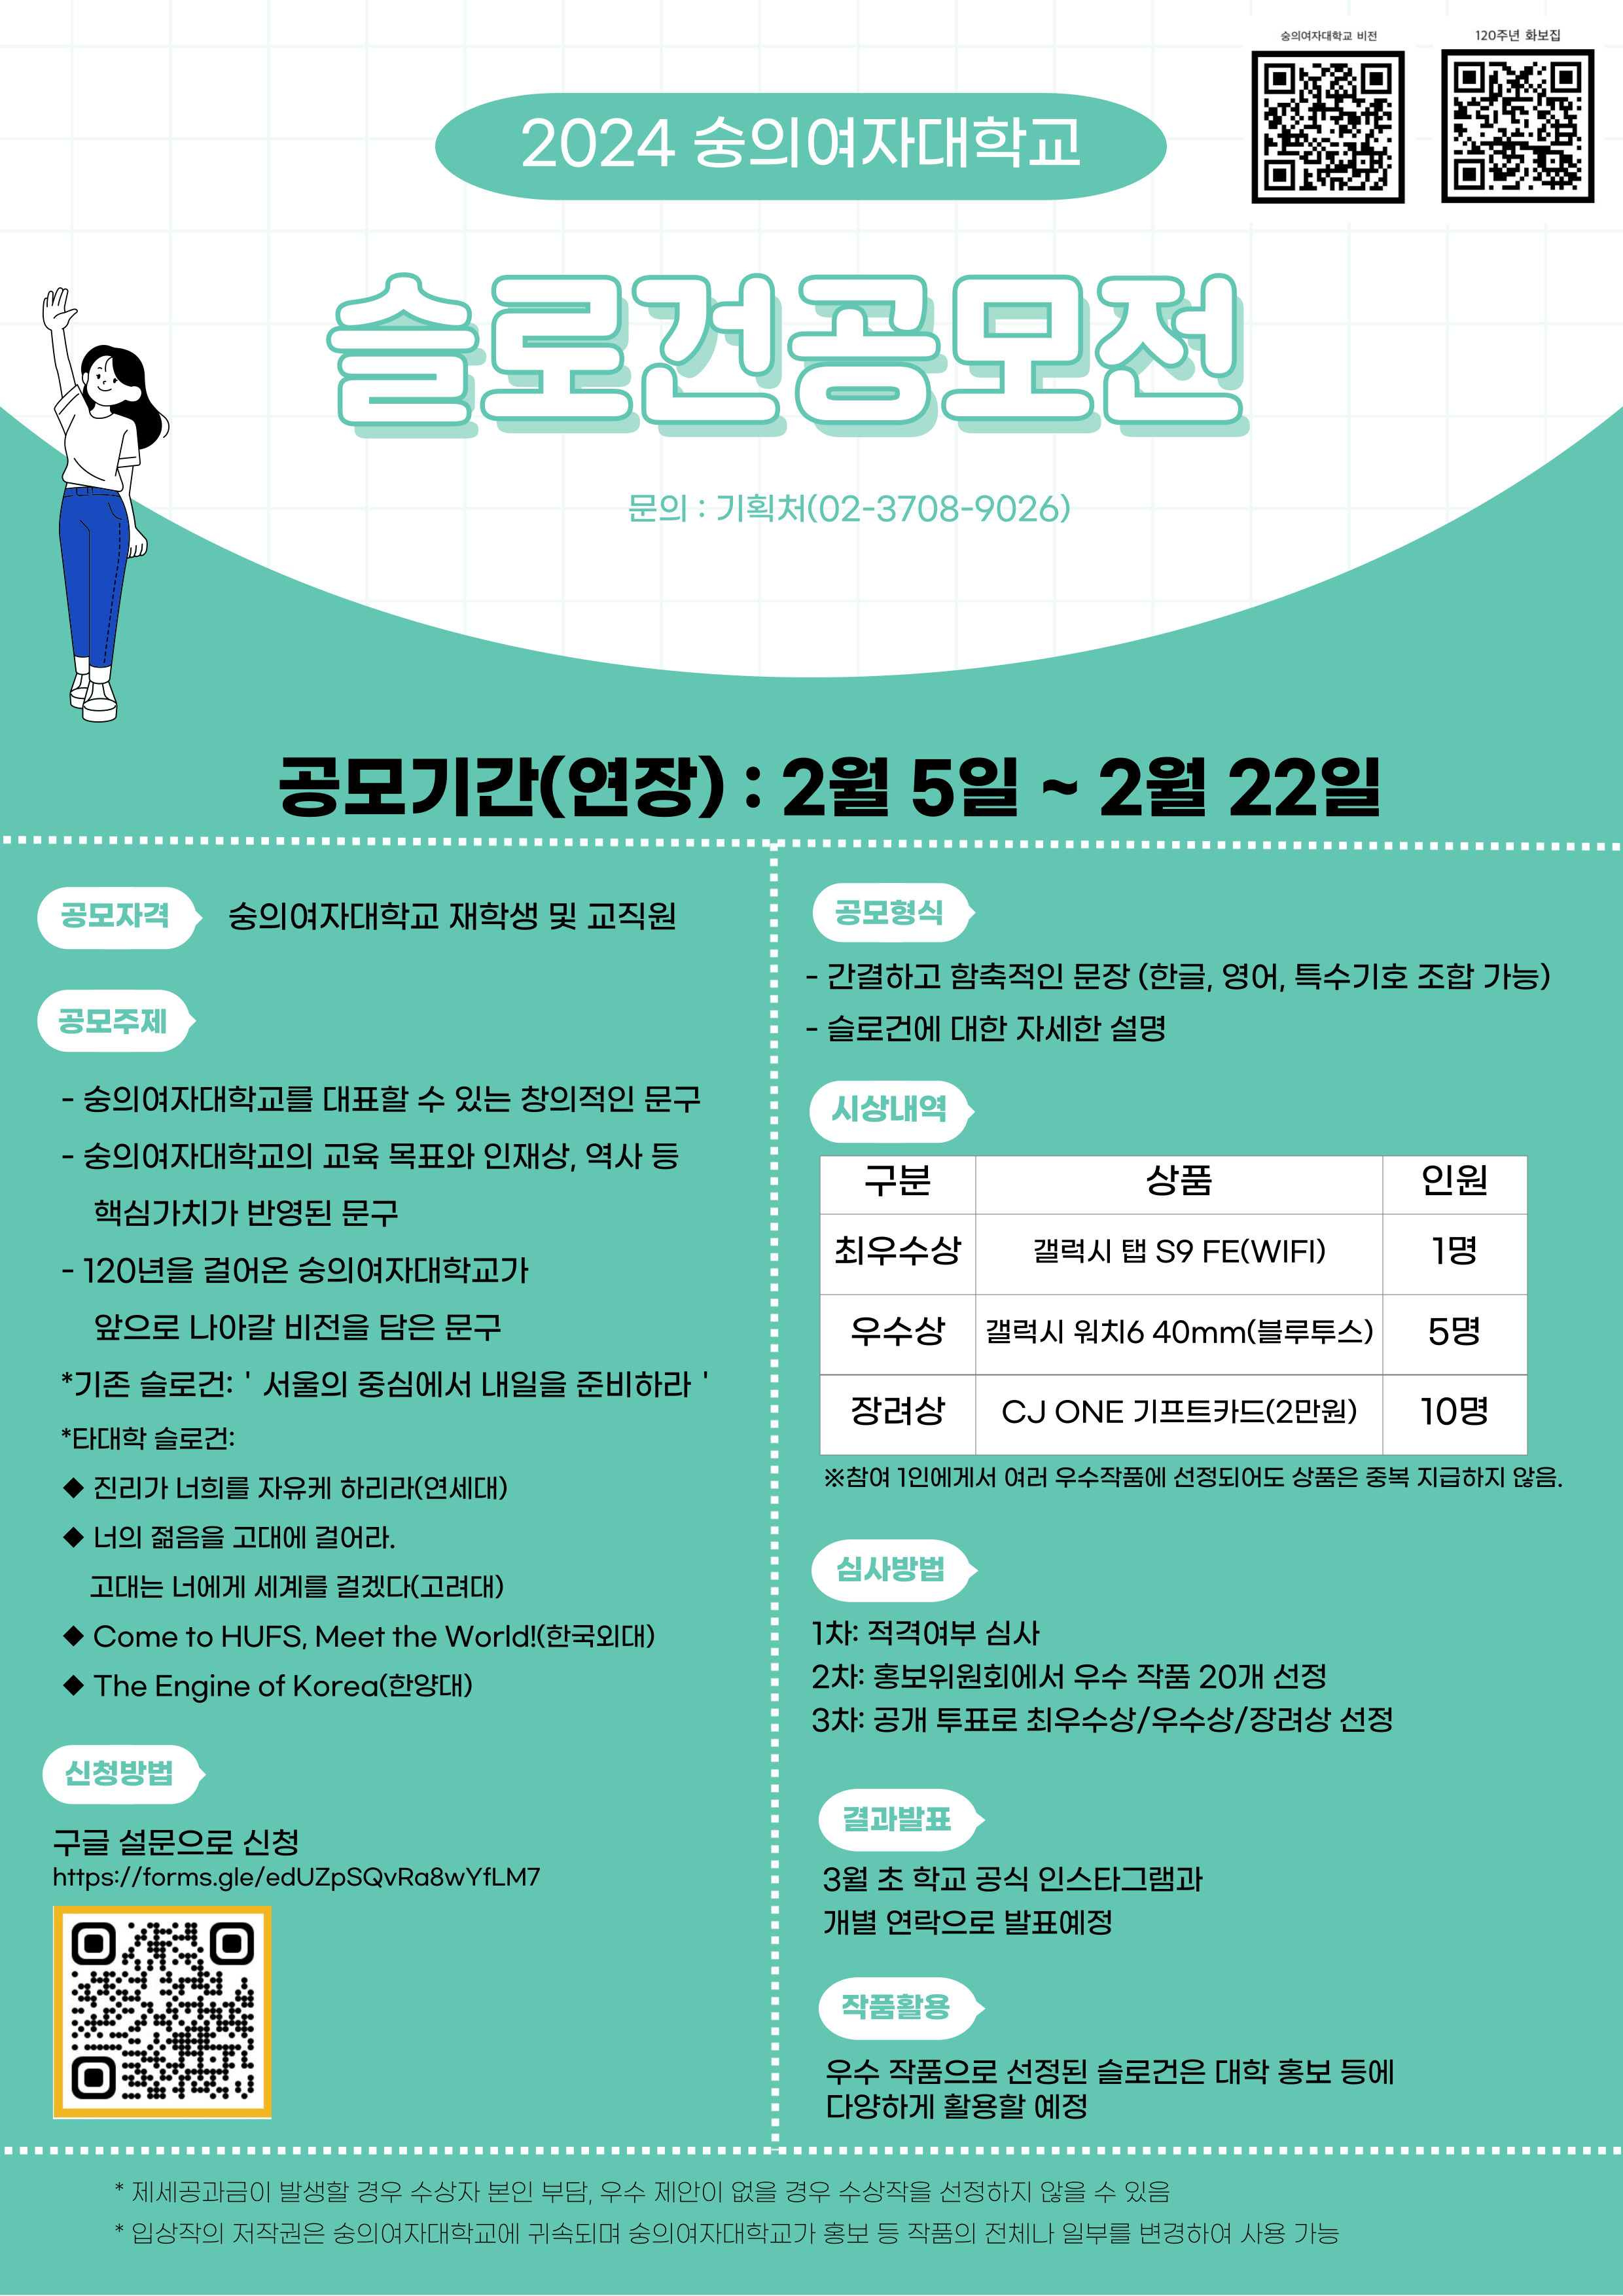 숭의여자대학교 비전
120주년 화보집
2024 숭의여자대학교
슬로건공모전
문의 : 기획처(02-3708-9026)
공모기간(연장) : 2월 5일 ~ 2월 22일
공모자격
숭의여자대학교 재학생 및 교직원
공모주제
- 숭의여자대학교를 대표할 수 있는 창의적인 문구
- 숭의여자대학교의 교육 목표와 인재상, 역사 등
핵심가치가 반영된 문구
- 120년을 걸어온 숭의여자대학교가
앞으로 나아갈 비전을 담은 문구
*기존 슬로건: ' 서울의 중심에서 내일을 준비하라 '
*타대학 슬로건:
◆ 진리가 너희를 자유케 하리라(연세대)
◆ 너의 젊음을 고대에 걸어라.
고대는 너에게 세계를 걸겠다(고려대)
◆ Come to HUFS, Meet the World!(한국외대)
◆ The Engine of Korea(한양대)
신청방법
구글 설문으로 신청
https://forms.gle/edUZpSQvRa8wYfLM7
공모형식
- 간결하고 함축적인 문장 (한글, 영어, 특수기호 조합 가능)
- 슬로건에 대한 자세한 설명
시상내역
구분 상품 인원
최우수상 갤럭시 탭 S9 FE(WIFI) 1명
우수상 갤럭시 워치6 40mm(블루투스) 5명
장려상 CJ ONE 기프트카드(2만원) 10명
※참여 1인에게서 여러 우수작품에 선정되어도 상품은 중복 지급하지 않음.
심사방법
1차: 적격여부 심사
2차: 홍보위원회에서 우수 작품 20개 선정
3차: 공개 투표로 최우수상/우수상/장려상 선정
결과발표
3월 초 학교 공식 인스타그램과
개별 연락으로 발표예정
작품활용
우수 작품으로 선정된 슬로건은 대학 홍보 등에
다양하게 활용할 예정
* 제세공과금이 발생할 경우 수상자 본인 부담, 우수 제안이 없을 경우 수상작을 선정하지 않을 수 있음
* 입상작의 저작권은 숭의여자대학교에 귀속되며 숭의여자대학교가 홍보 등 작품의 전체나 일부를 변경하여 사용 가능